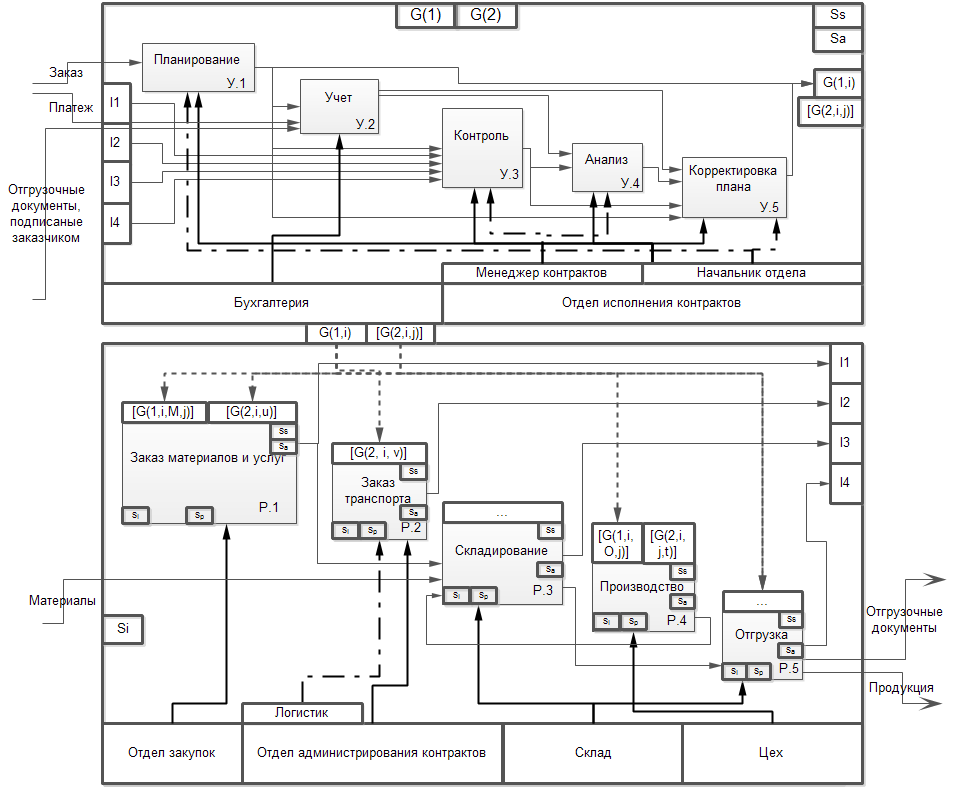 G(1)
G(2)
Ss
Sa
Заказ
Платеж
Отгрузочные
документы,
подписаные
заказчиком
I1
I2
I3
I4
Планирование
У.1
Учет
У.2
Контроль
У.3
Анализ
У.4
Корректировка
плана
У.5
G(1,i)
[G(2,i,j)]
Менеджер контрактов
Начальник отдела
Бухгалтерия
Отдел исполнения контрактов
G(1,i)
[G(2,i,j)]
I1
I2
I3
I4
[G(1,i,M,j)]
[G(2,i,u)]
Ss
Sa
Заказ материалов и услуг
Si
Sp
Р.1
[G(2, i, v)]
Ss
Заказ
транспорта
Sa
Si
Sp
Р.2
...
Ss
Складирование
Sa
Si
Sp
Р.3
[G(1,i,
O,j)]
[G(2,i,
j,t)]
Ss
Производство
Sa
Si
Sp
Р.4
...
Ss
Отгрузка
Sa
Si
Sp
Р.5
Материалы
Si
Отгрузочные
документы
Продукция
Логистик
Отдел закупок
Отдел администрирования контрактов
Склад
Цех